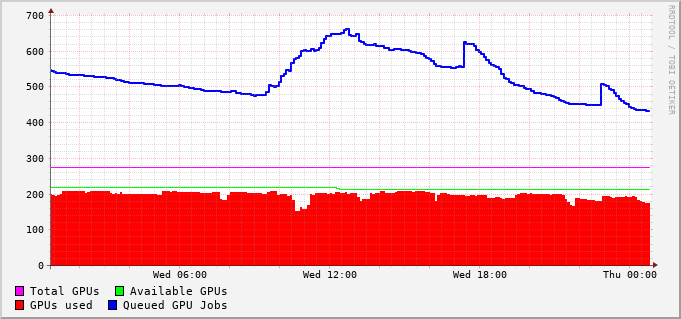 700
600
500
400
300
200
100
0
Wed 06:00 Wed 12:00 Wed 18:00 Thu 00:00
Total GPUs Available GPUs
GPUs used Queued GPU Jobs
RRDTOOL / TOBI OETIKER